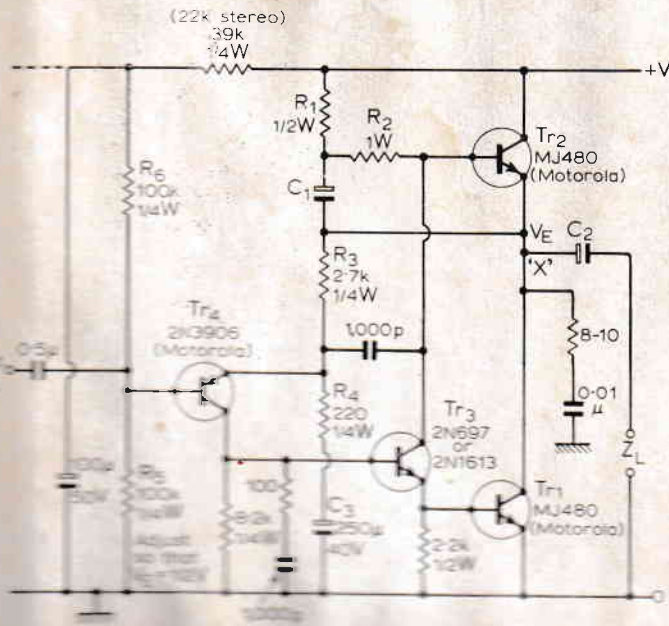 (22k stereo)
39k
1/4W
+V
R1
1/2W
R2
1W
Tr2
MJ480
(Motorola)
R6
100k
1/4W
C1
VE
C2
'X'
R3
2·7k
1/4W
Tr4
2N3906
(Motorola)
0·5μ
1,000p
8-10
R4
220
1/4W
Tr3
2N697
or
2N1613
0·01
μ
ZL
R5
100k
1/4W
Adjust
so that
8·2k
1/4W
100
C3
250μ
40V
2·2k
1/2W
Tr1
MJ480
(Motorola)
1,000p
0